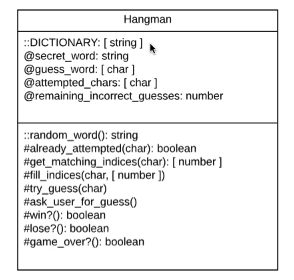 Hangman
::DICTIONARY: [ string ]
@secret_word: string
@guess_word: [ char ]
@attempted_chars: [ char ]
@remaining_incorrect_guesses: number
::random_word(): string
#already_attempted(char): boolean
#get_matching_indices(char): [ number ]
#fill_indices(char, [ number ])
#try_guess(char)
#ask_user_for_guess()
#win?(): boolean
#lose?(): boolean
#game_over?(): boolean